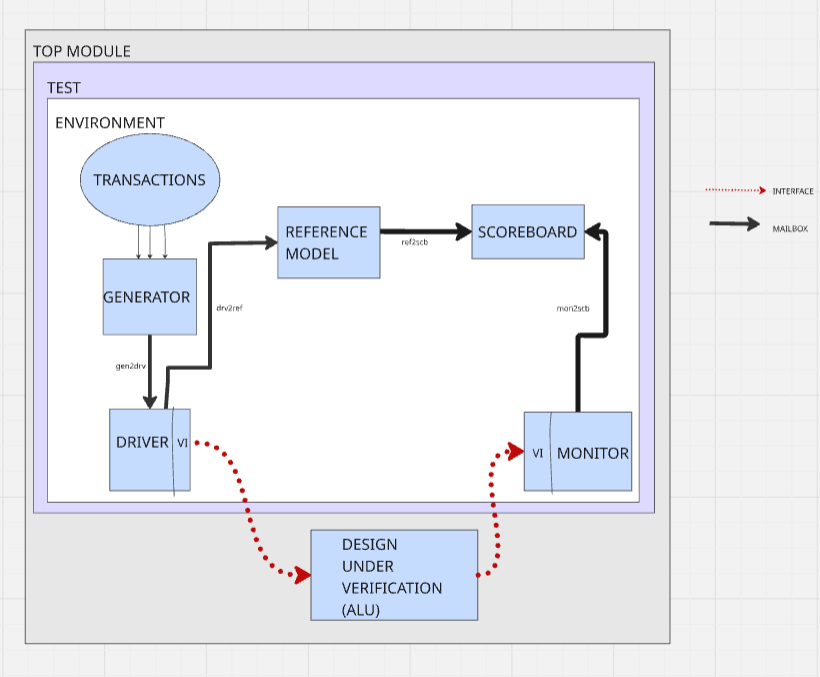 TOP MODULE
TEST
ENVIRONMENT
TRANSACTIONS
INTERFACE
REFERENCE
MODEL
ref2scb
SCOREBOARD
MAILBOX
GENERATOR
drv2ref
mon2scb
gen2drv
DRIVER
VI
VI
MONITOR
DESIGN
UNDER
VERIFICATION
(ALU)